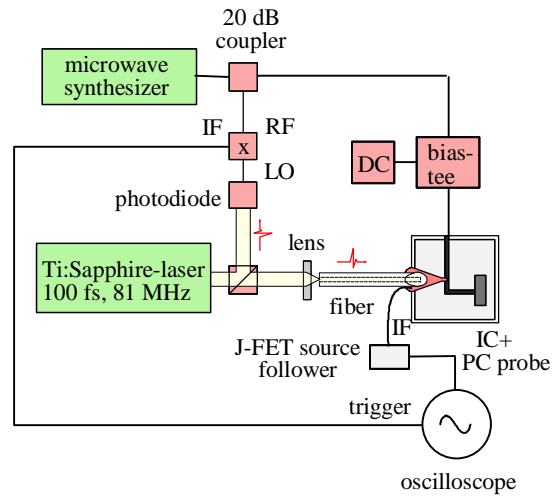 20 dB
coupler
microwave
synthesizer
IF
RF
x
LO
DC
bias-
tee
photodiode
lens
Ti:Sapphire-laser
100 fs, 81 MHz
fiber
IF
IC+
PC probe
J-FET source
follower
trigger
oscilloscope